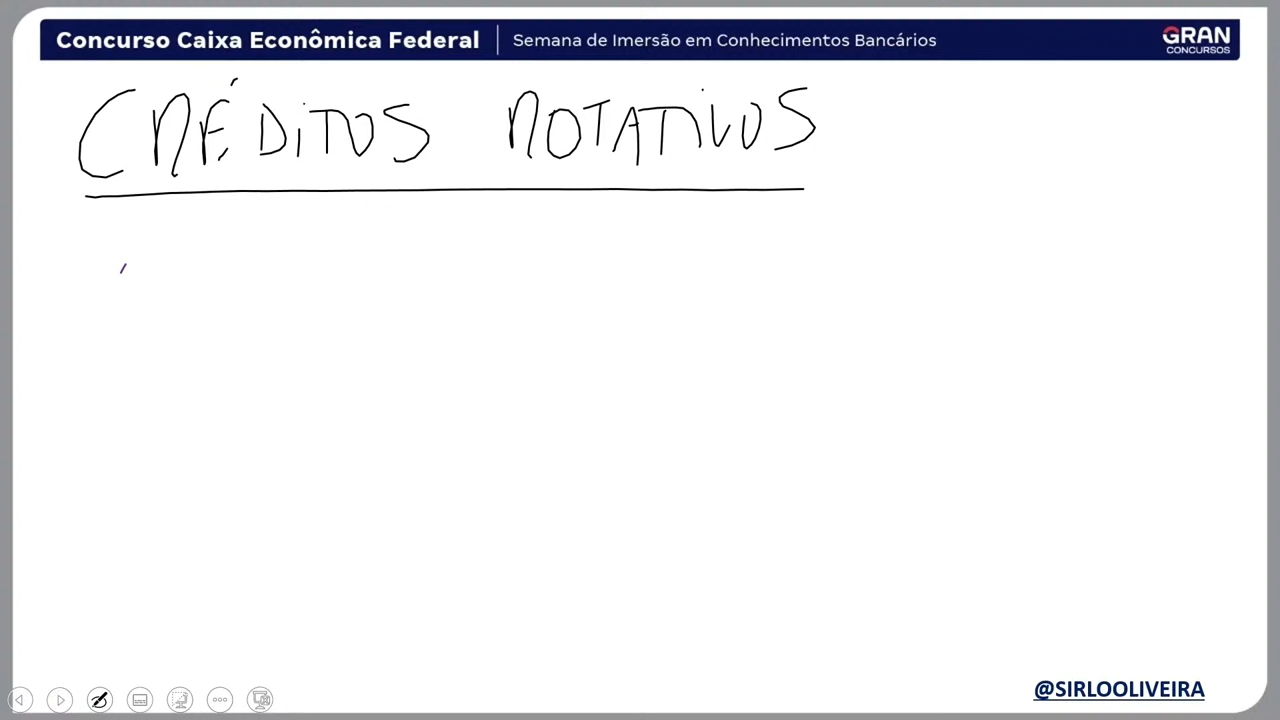 Concurso Caixa Econômica Federal | Semana de Imersão em Conhecimentos Bancários
GRAN
CONCURSOS
CRÉDITOS ROTATIVOS
@SIRLOOLIVEIRA